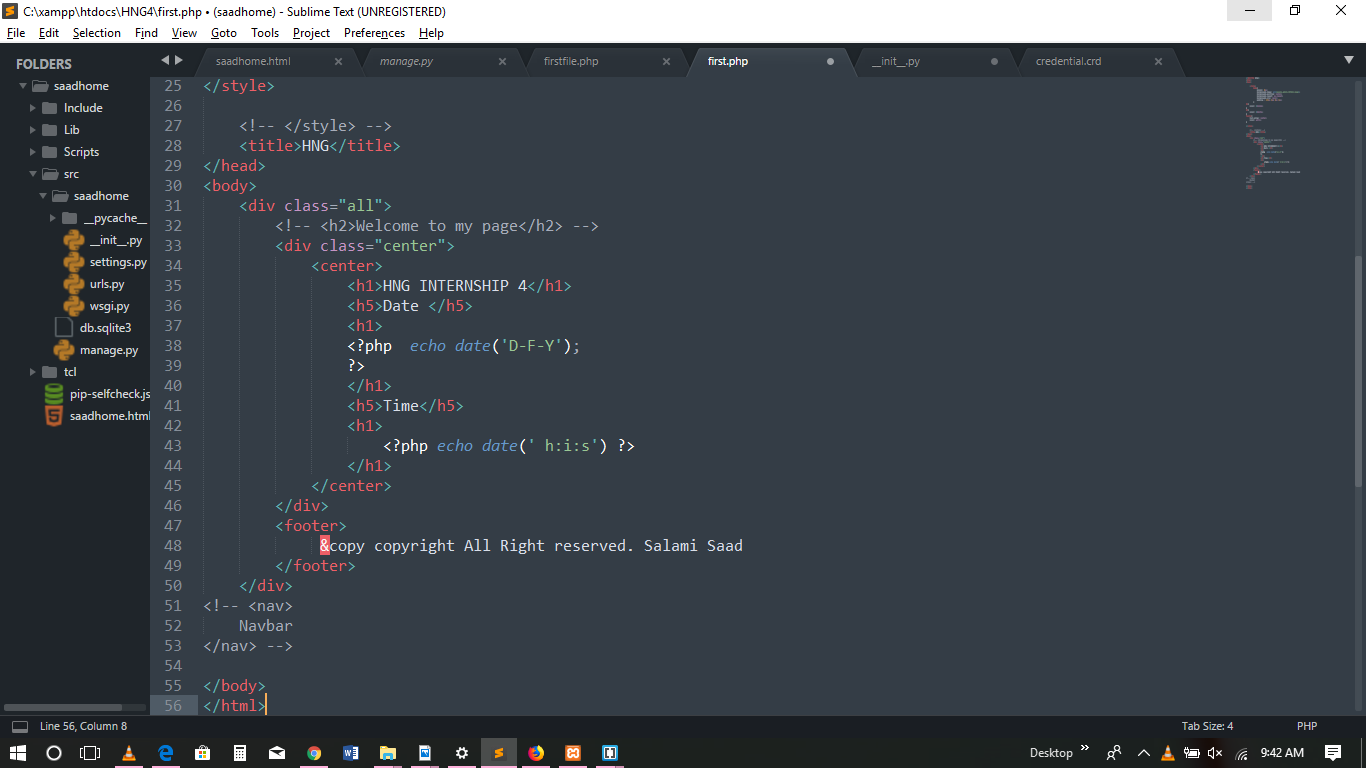 C:\xampp\htdocs\HNG4\first.php • (saadhome) - Sublime Text (UNREGISTERED)
File Edit Selection Find View Goto Tools Project Preferences Help
FOLDERS
saadhome
Include
Lib
Scripts
src
saadhome
__pycache__
__init__.py
settings.py
urls.py
wsgi.py
db.sqlite3
manage.py
tcl
pip-selfcheck.js
saadhome.html
saadhome.html manage.py firstfile.php first.php __init__.py credential.crd
25 </style>
26
27 <!-- </style> -->
28 <title>HNG</title>
29 </head>
30 <body>
31 <div class="all">
32 <!-- <h2>Welcome to my page</h2> -->
33 <div class="center">
34 <center>
35 <h1>HNG INTERNSHIP 4</h1>
36 <h5>Date </h5>
37 <h1>
38 <?php  echo date('D-F-Y');
39 ?>
40 </h1>
41 <h5>Time</h5>
42 <h1>
43 <?php echo date(' h:i:s') ?>
44 </h1>
45 </center>
46 </div>
47 <footer>
48 &copy copyright All Right reserved. Salami Saad
49 </footer>
50 </div>
51 <!-- <nav>
52 Navbar
53 </nav> -->
54
55 </body>
56 </html>
Line 56, Column 8 Tab Size: 4 PHP
Desktop 9:42 AM